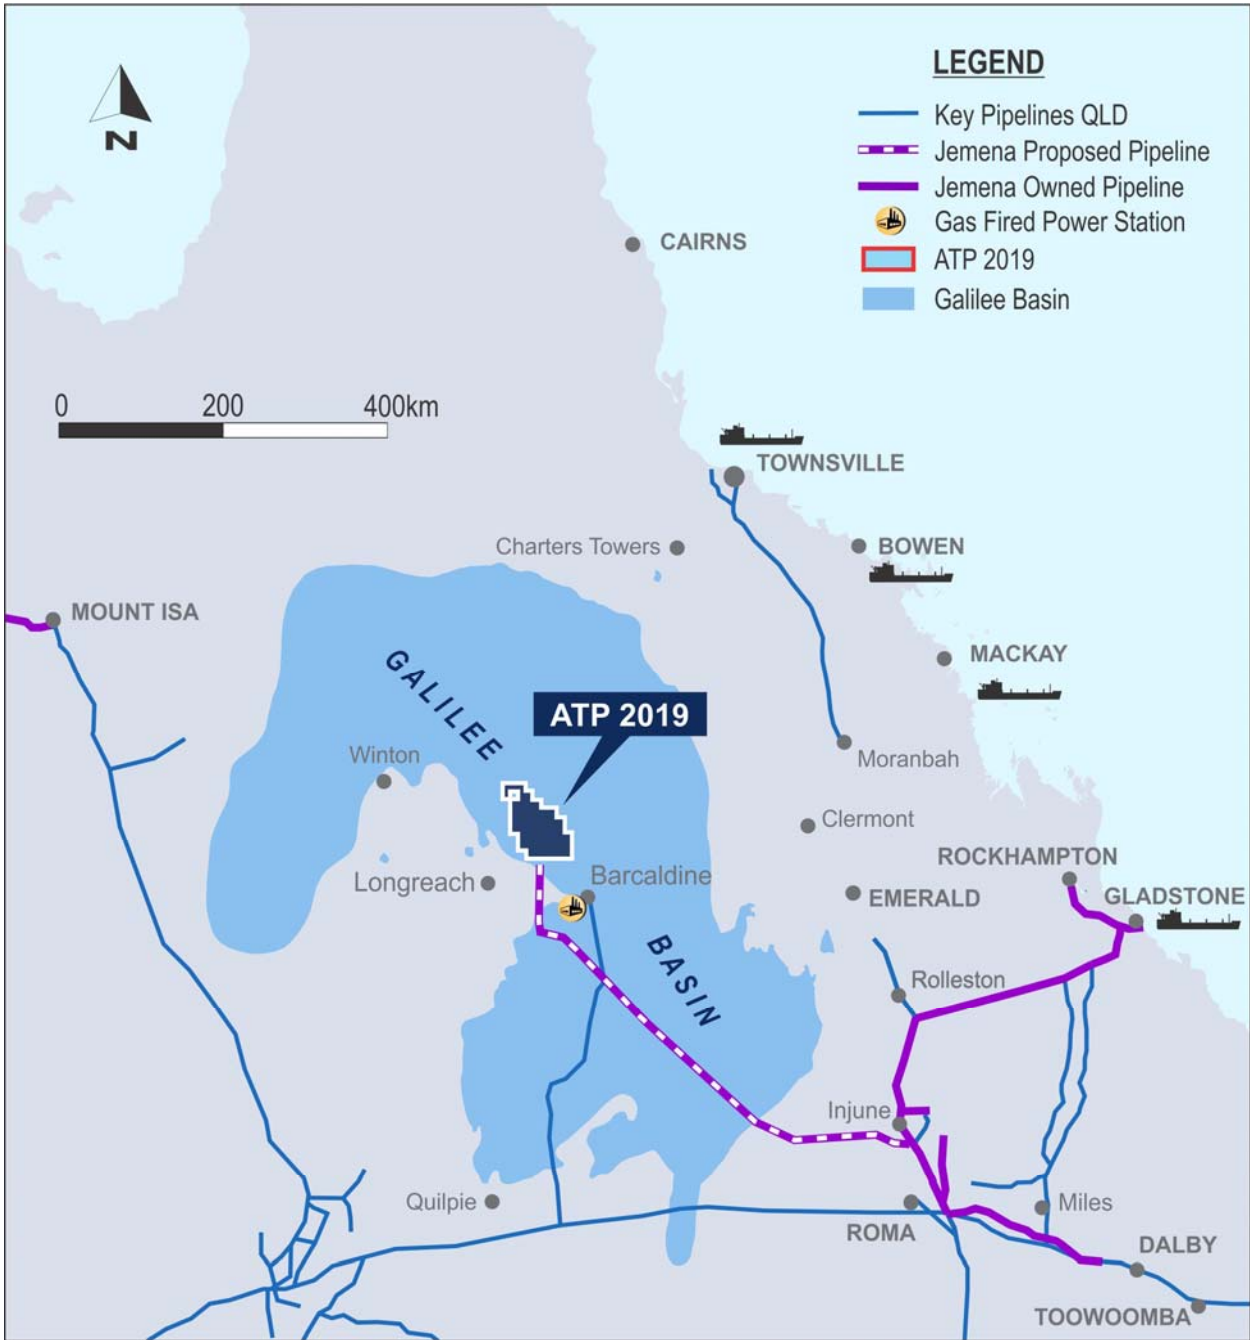 LEGEND
Key Pipelines QLD
Jemena Proposed Pipeline
Jemena Owned Pipeline
Gas Fired Power Station
ATP 2019
Galilee Basin
N
0 200 400km
CAIRNS
TOWNSVILLE
Charters Towers
BOWEN
MOUNT ISA
MACKAY
GALILEE
ATP 2019
Winton
Moranbah
Clermont
ROCKHAMPTON
Longreach
Barcaldine
EMERALD
GLADSTONE
BASIN
Rolleston
Injune
Quilpie
ROMA
Miles
DALBY
TOOWOOMBA